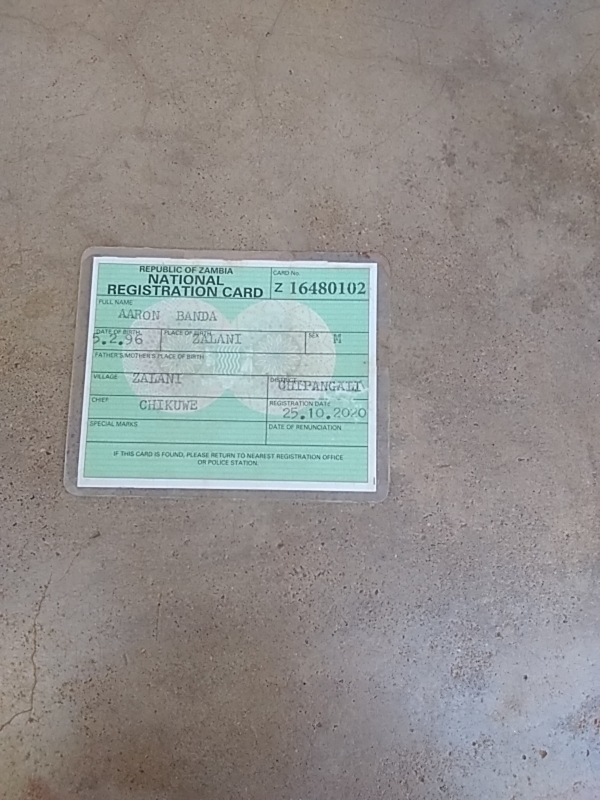 REPUBLIC OF ZAMBIA
NATIONAL
REGISTRATION CARD
CARD No.
Z 16480102
FULL NAME
AARON BANDA
DATE OF BIRTH PLACE OF BIRTH SEX
5.2.96 ZALANI M
FATHER'S/MOTHER'S PLACE OF BIRTH
VILLAGE ZALANI DISTRICT CHIPANGALI
CHIEF CHIKUWE REGISTRATION DATE
25.10.2020
SPECIAL MARKS DATE OF RENUNCIATION
IF THIS CARD IS FOUND, PLEASE RETURN TO NEAREST REGISTRATION OFFICE
OR POLICE STATION.